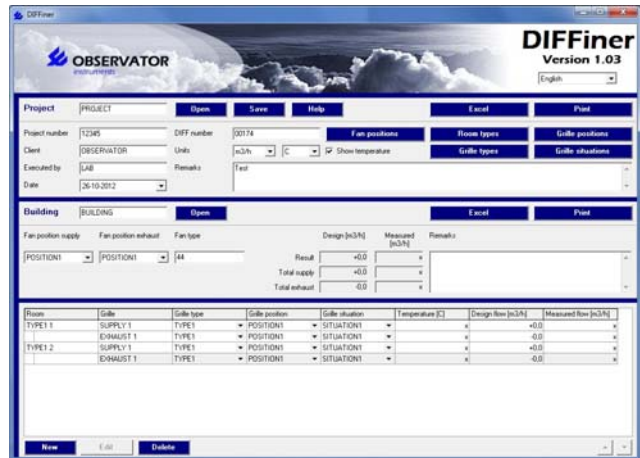 DIFFiner
DIFFiner
OBSERVATOR
instruments
Version 1.03
English
Project PROJECT Open Save Help Excel Print
Project number 12345 DIFF number 00174 Fan positions Room types Grille positions
Client OBSERVATOR Units m3/h C Show temperature Grille types Grille situations
Executed by LAB Remarks Test
Date 26-10-2012
Building BUILDING Open Excel Print
Fan position supply Fan position exhaust Fan type Design [m3/h] Measured [m3/h] Remarks
POSITION1 POSITION1 44 Result +0,0 x
Total supply +0,0 x
Total exhaust -0,0 x
Room Grille Grille type Grille position Grille situation Temperature [C] Design flow [m3/h] Measured flow [m3/h]
TYPE1 1 SUPPLY 1 TYPE1 POSITION1 SITUATION1 x +0,0 x
EXHAUST 1 TYPE1 POSITION1 SITUATION1 x -0,0 x
TYPE1 2 SUPPLY 1 TYPE1 POSITION1 SITUATION1 x +0,0 x
EXHAUST 1 TYPE1 POSITION1 SITUATION1 x -0,0 x
New Edit Delete